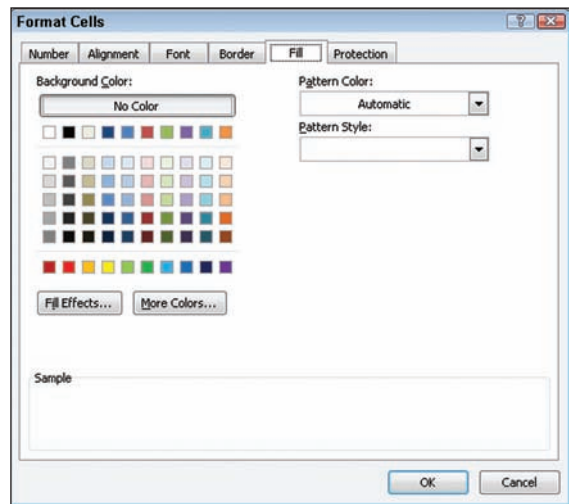 Format Cells
Number Alignment Font Border Fill Protection
Background Color:
No Color
Pattern Color:
Automatic
Pattern Style:
Fill Effects...
More Colors...
Sample
OK
Cancel